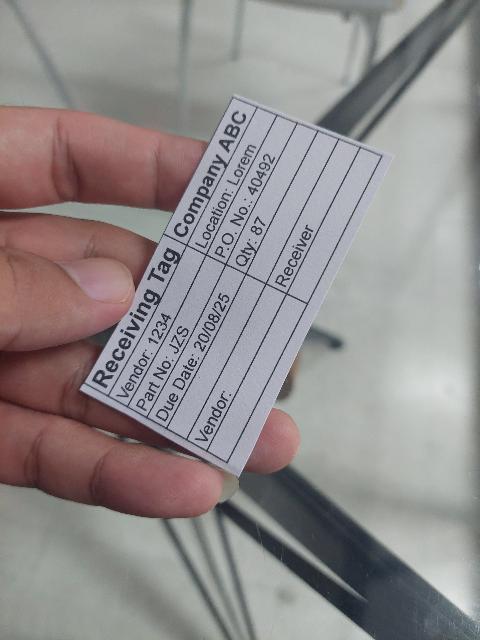 Receiving Tag Company ABC
Vendor: 1234 Location: Lorem
Part No: JZS P.O. No.: 40492
Due Date: 20/08/25 Qty: 87
Vendor: Receiver